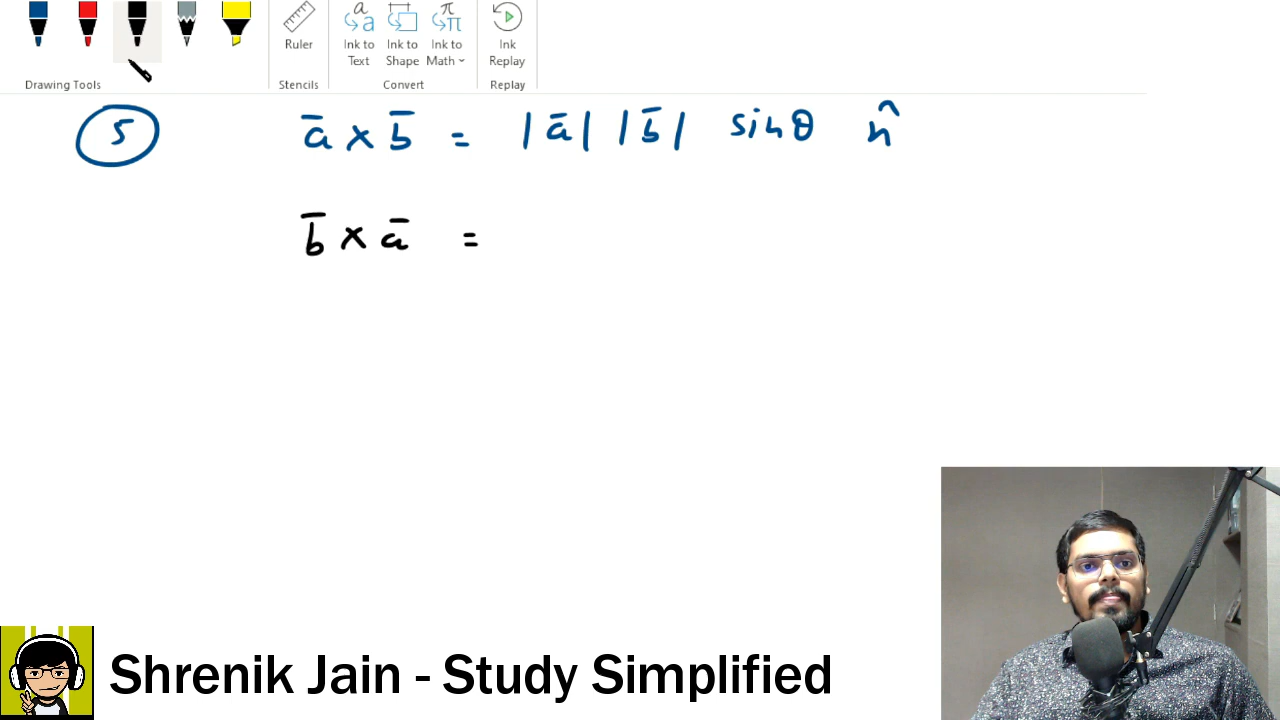 Ruler
Ink to Text
Ink to Shape
Ink to Math
Ink Replay
Drawing Tools
Stencils
Convert
Replay
5
a̅ × b̅ = |a̅| |b̅| sinθ n̂
b̅ × a̅ =
Shrenik Jain - Study Simplified